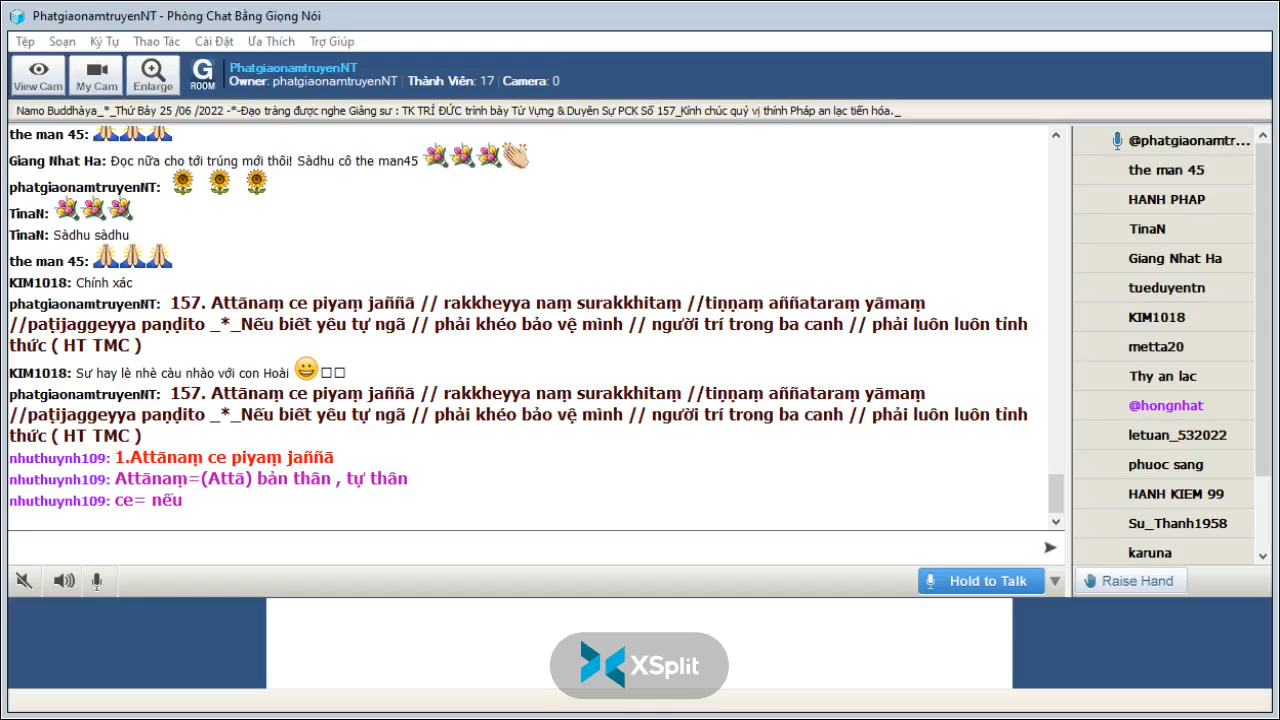 PhatgiaonamtruyenNT - Phòng Chat Bằng Giọng Nói
Tệp Soạn Ký Tự Thao Tác Cài Đặt Ưa Thích Trợ Giúp
View Cam My Cam Enlarge G ROOM
PhatgiaonamtruyenNT
Owner: phatgiaonamtruyenNT Thành Viên: 17 Camera: 0
Namo Buddhàya_*_Thứ Bảy 25 /06 /2022 -*-Đạo tràng được nghe Giảng sư : TK TRÍ ĐỨC trình bày Từ Vựng & Duyên Sự PCK Số 157_Kính chúc quý vị thính Pháp an lạc tiến hóa._
the man 45:
Giang Nhat Ha: Đọc nữa cho tới trúng mới thôi! Sàdhu cô the man45
phatgiaonamtruyenNT:
TinaN:
TinaN: Sàdhu sàdhu
the man 45:
KIM1018: Chính xác
phatgiaonamtruyenNT: 157. Attānaṃ ce piyaṃ jaññā // rakkheyya naṃ surakkhitaṃ //tiṇṇaṃ aññataraṃ yāmaṃ
//paṭijaggeyya paṇḍito _*_Nếu biết yêu tự ngã // phải khéo bảo vệ mình // người trí trong ba canh // phải luôn luôn tỉnh
thức ( HT TMC )
KIM1018: Sư hay lè nhè càu nhào với con Hoài
phatgiaonamtruyenNT: 157. Attānaṃ ce piyaṃ jaññā // rakkheyya naṃ surakkhitaṃ //tiṇṇaṃ aññataraṃ yāmaṃ
//paṭijaggeyya paṇḍito _*_Nếu biết yêu tự ngã // phải khéo bảo vệ mình // người trí trong ba canh // phải luôn luôn tỉnh
thức ( HT TMC )
nhuthuynh109: 1.Attānaṃ ce piyaṃ jaññā
nhuthuynh109: Attānaṃ=(Attā) bản thân , tự thân
nhuthuynh109: ce= nếu
@phatgiaonamtr...
the man 45
HANH PHAP
TinaN
Giang Nhat Ha
tueduyentn
KIM1018
metta20
Thy an lac
@hongnhat
letuan_532022
phuoc sang
HANH KIEM 99
Su_Thanh1958
karuna
Hold to Talk
Raise Hand
XSplit